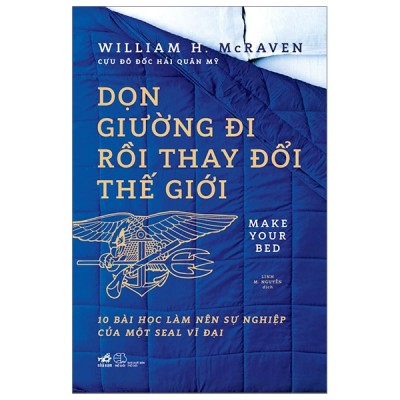 WILLIAM H. McRAVEN
CỰU ĐÔ ĐỐC HẢI QUÂN MỸ
DỌN
GIƯỜNG ĐI
RỒI THAY ĐỔI
THẾ GIỚI
MAKE
YOUR
BED
LINH
M. NGUYỄN
dịch
10 BÀI HỌC LÀM NÊN SỰ NGHIỆP
CỦA MỘT SEAL VĨ ĐẠI